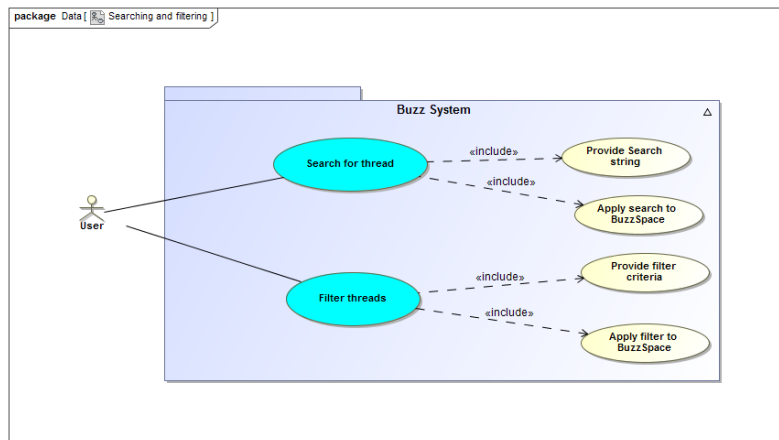 package Data [ Searching and filtering ]
Buzz System
Search for thread
«include»
Provide Search
string
«include»
Apply search to
BuzzSpace
User
Filter threads
«include»
Provide filter
criteria
«include»
Apply filter to
BuzzSpace